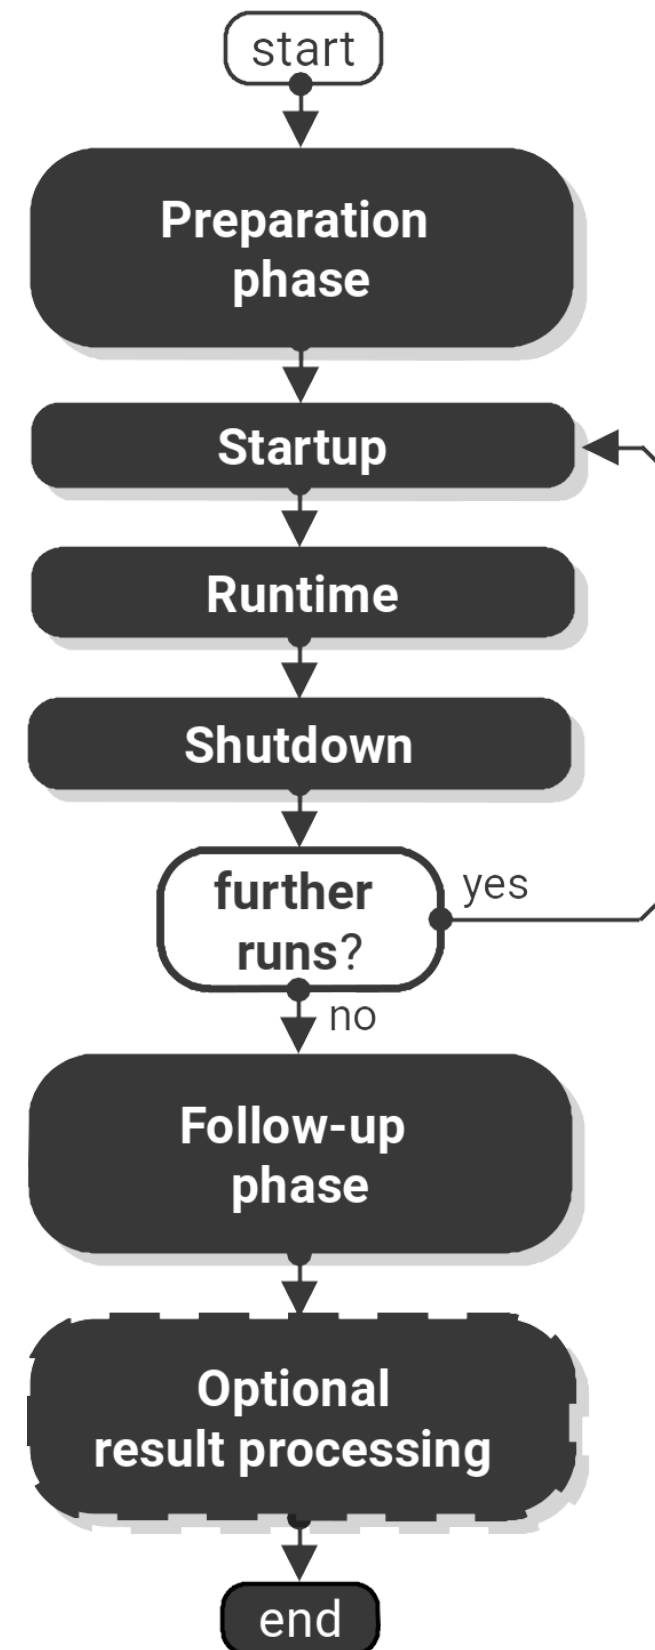 start
Preparation
phase
Startup
Runtime
Shutdown
further
runs?
yes
no
Follow-up
phase
Optional
result processing
end